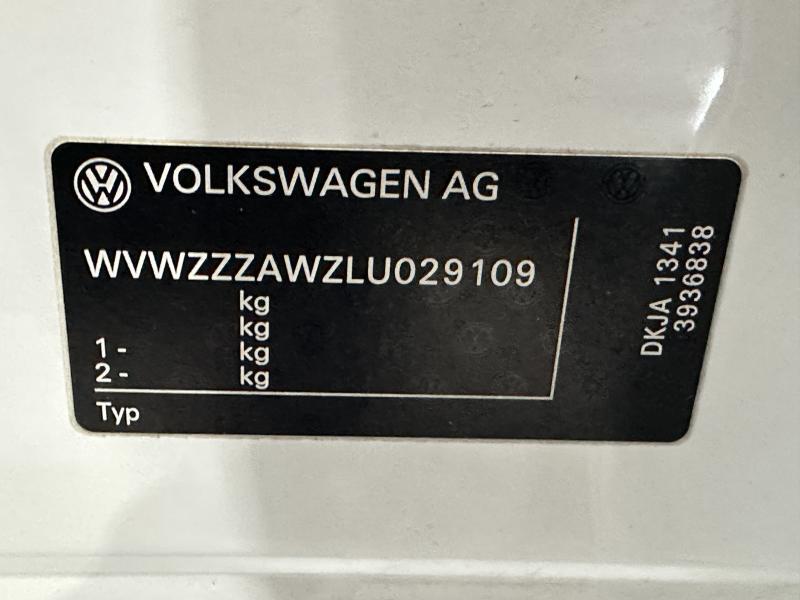 VOLKSWAGEN AG
WVWZZZAWZLU029109
kg
kg
1- kg
2- kg
Typ
DKJA 1341
3936838